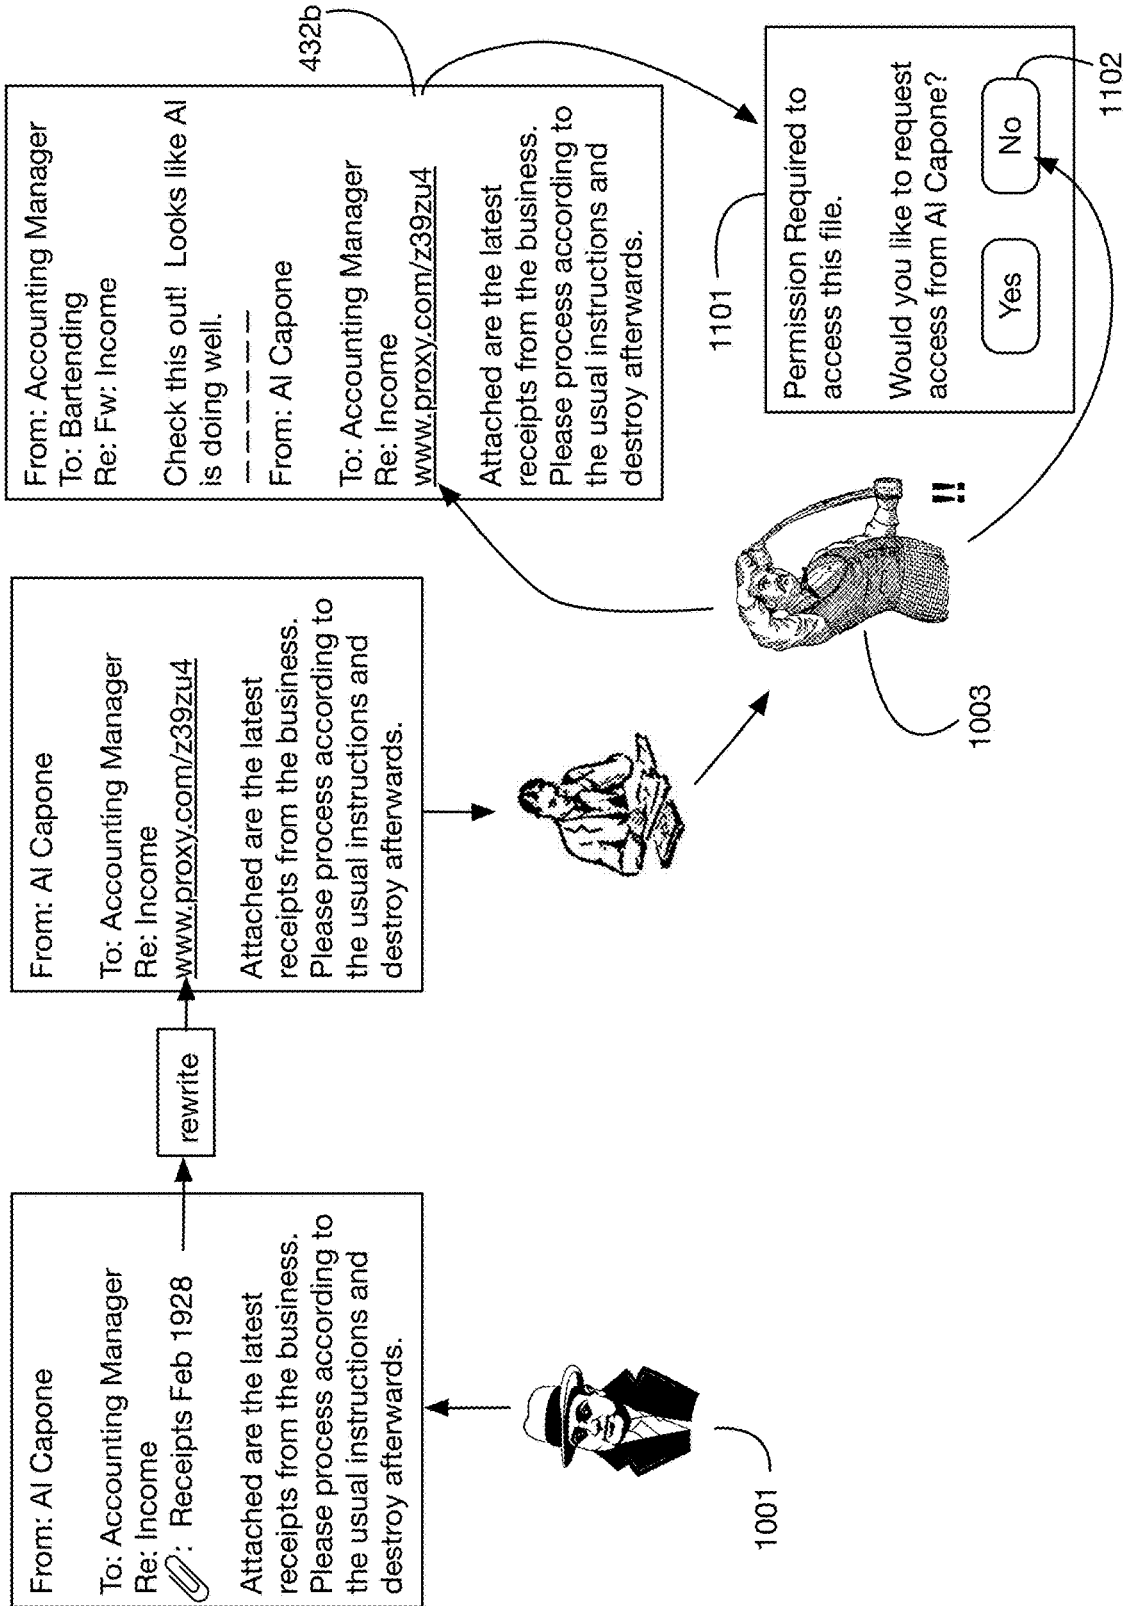 From: Al Capone
To: Accounting Manager
Re: Income
: Receipts Feb 1928
Attached are the latest
receipts from the business.
Please process according to
the usual instructions and
destroy afterwards.
1001
rewrite
From: Al Capone
To: Accounting Manager
Re: Income
www.proxy.com/z39zu4
Attached are the latest
receipts from the business.
Please process according to
the usual instructions and
destroy afterwards.
From: Accounting Manager
To: Bartending
Re: Fw: Income
Check this out! Looks like Al
is doing well.
_ _ _ _ _ _ _
From: Al Capone
To: Accounting Manager
Re: Income
www.proxy.com/z39zu4
Attached are the latest
receipts from the business.
Please process according to
the usual instructions and
destroy afterwards.
432b
1003
!!
1101
Permission Required to
access this file.
Would you like to request
access from Al Capone?
Yes
No
1102